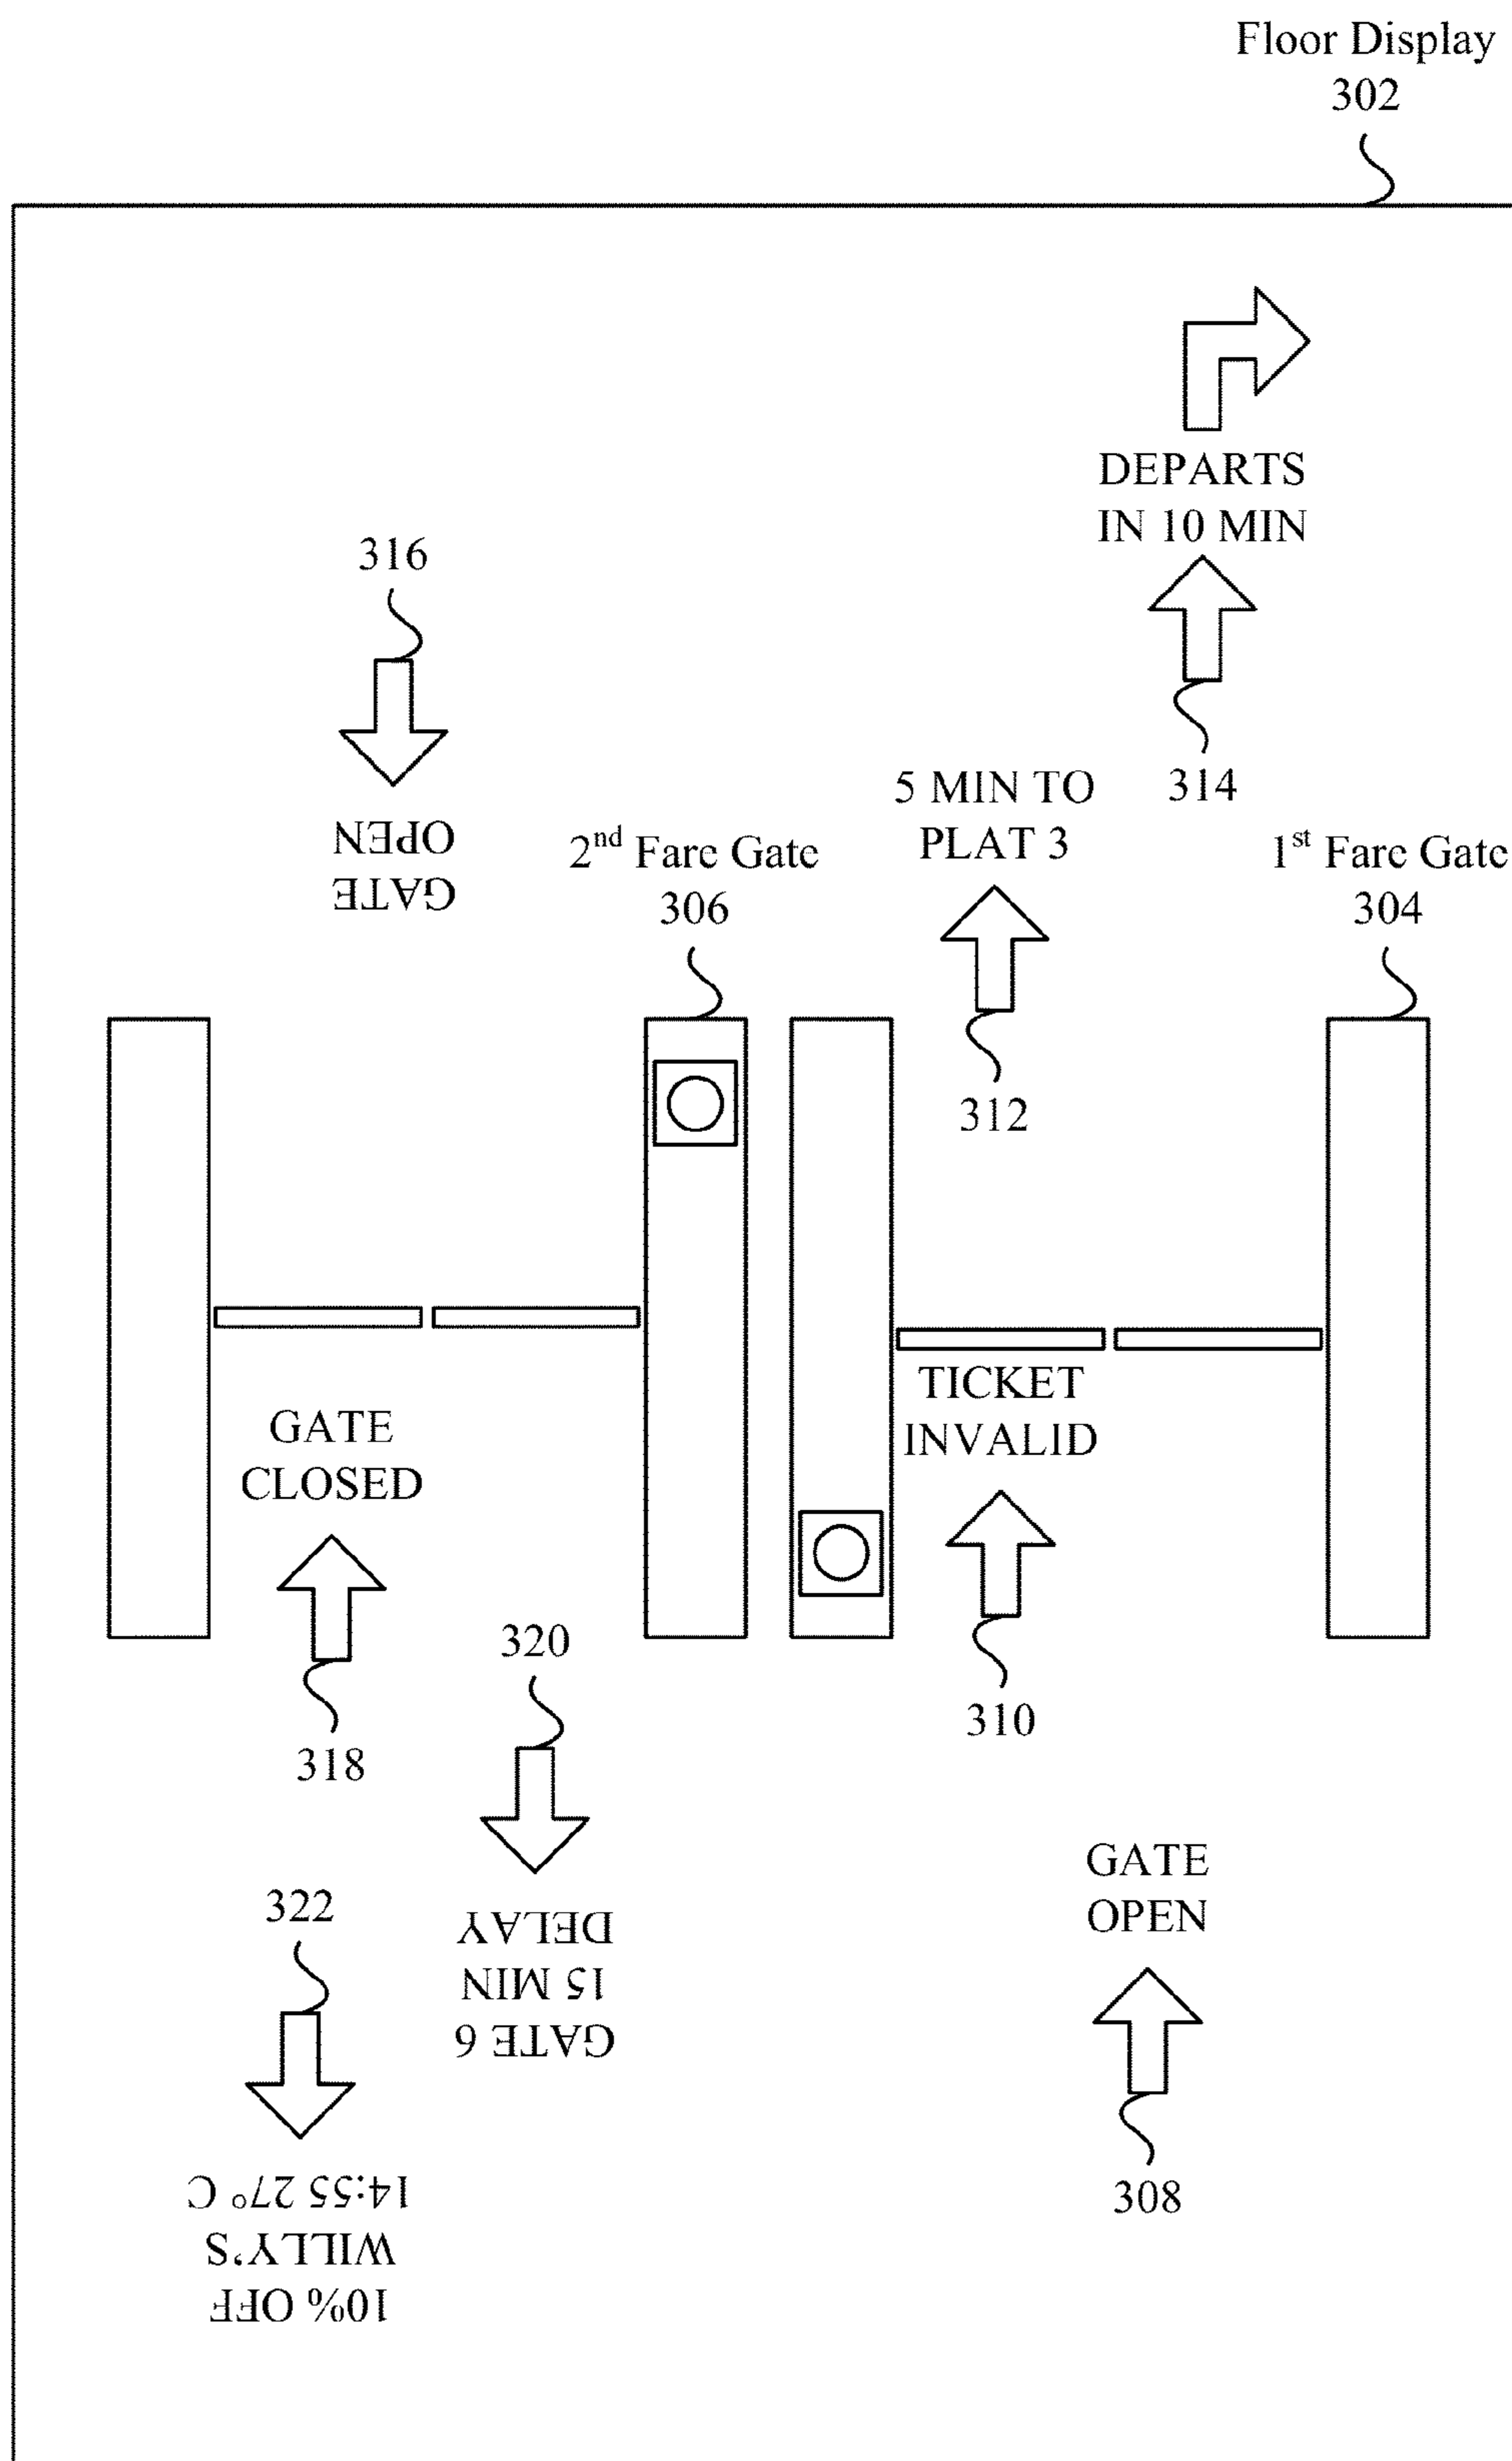 Floor Display
302
DEPARTS
IN 10 MIN
314
316
GATE
OPEN
5 MIN TO
PLAT 3
312
2nd Fare Gate
306
1st Fare Gate
304
GATE
CLOSED
318
TICKET
INVALID
310
320
GATE 6
15 MIN
DELAY
GATE
OPEN
308
322
10% OFF
WILLY'S
14:55 27° C